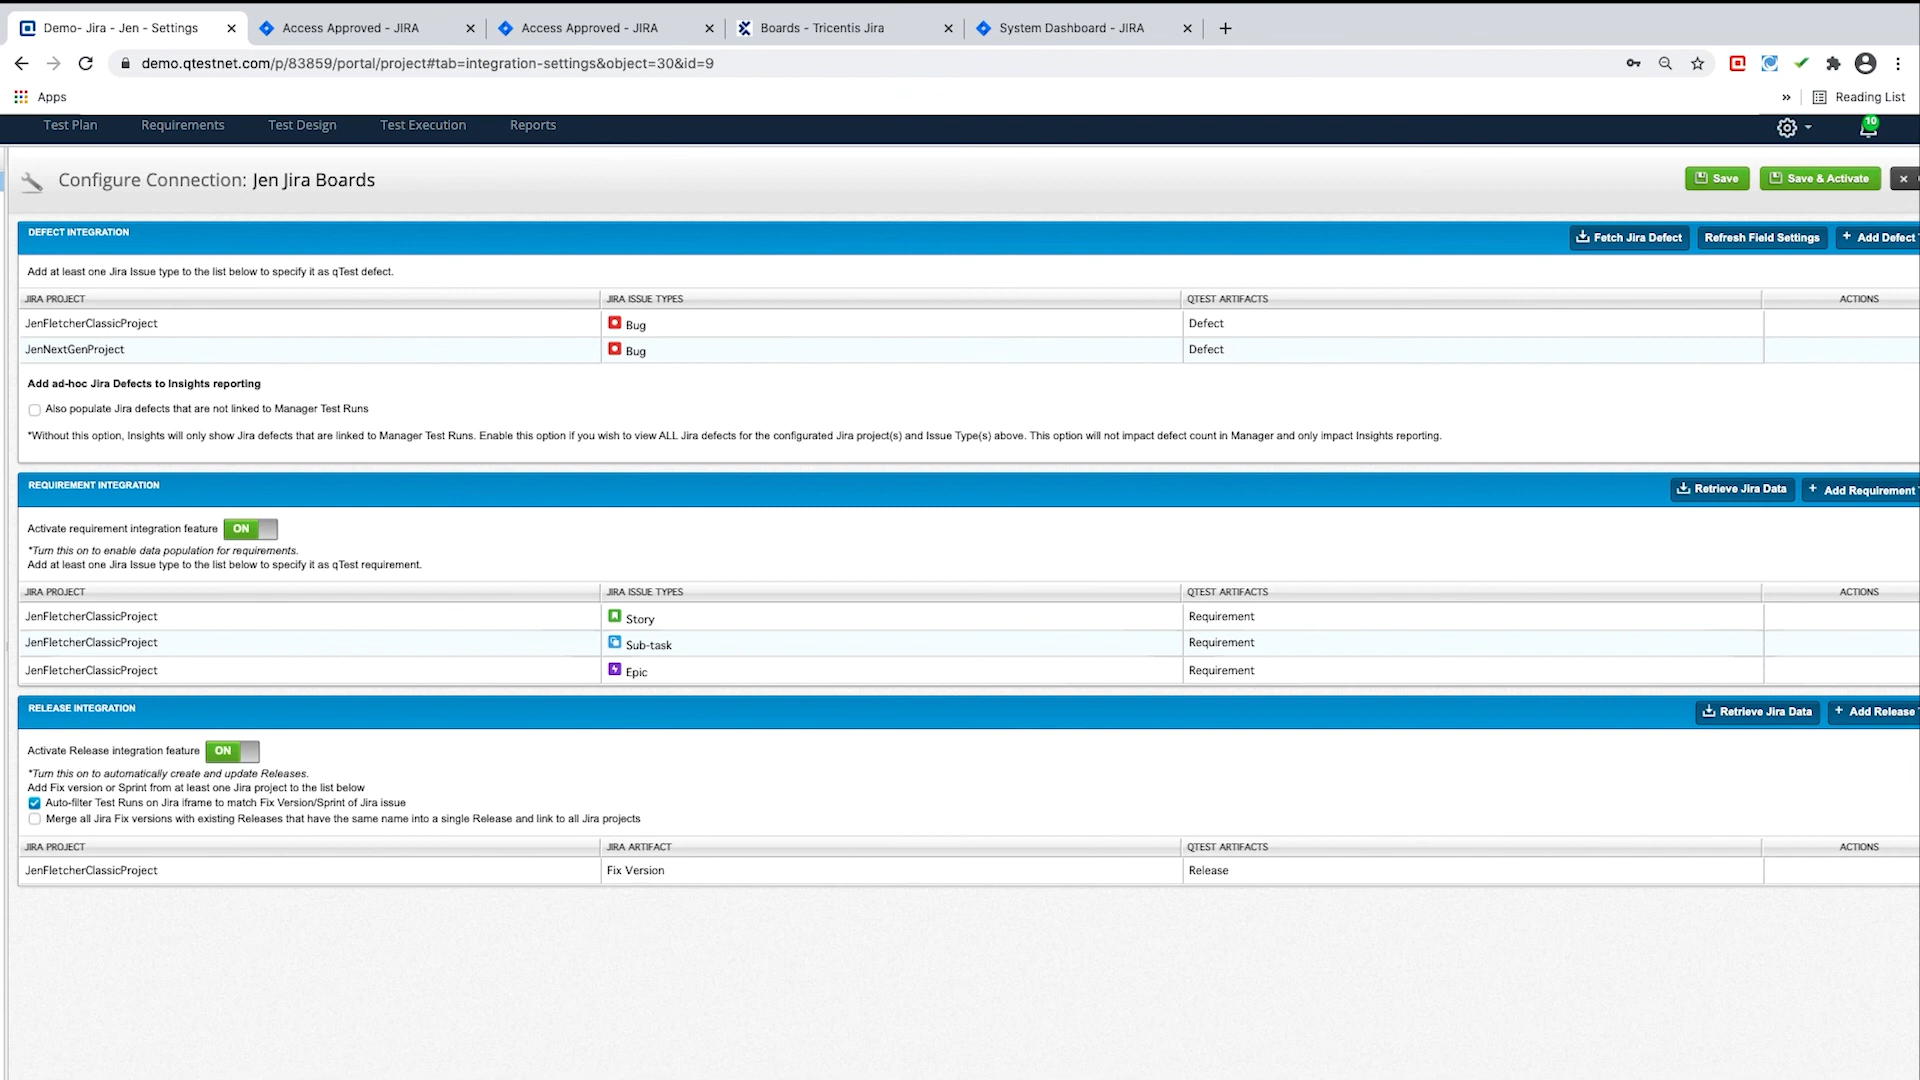 Demo- Jira - Jen - Settings
Access Approved - JIRA
Access Approved - JIRA
Boards - Tricentis Jira
System Dashboard - JIRA
demo.qtestnet.com/p/83859/portal/project#tab=integration-settings&object=30&id=9
Apps
» Reading List
Test Plan Requirements Test Design Test Execution Reports
10
Configure Connection: Jen Jira Boards
Save Save & Activate
DEFECT INTEGRATION
Fetch Jira Defect Refresh Field Settings + Add Defect
Add at least one Jira Issue type to the list below to specify it as qTest defect.
JIRA PROJECT JIRA ISSUE TYPES QTEST ARTIFACTS ACTIONS
JenFletcherClassicProject Bug Defect
JenNextGenProject Bug Defect
Add ad-hoc Jira Defects to Insights reporting
Also populate Jira defects that are not linked to Manager Test Runs
*Without this option, Insights will only show Jira defects that are linked to Manager Test Runs. Enable this option if you wish to view ALL Jira defects for the configured Jira project(s) and Issue Type(s) above. This option will not impact defect count in Manager and only impact Insights reporting.
REQUIREMENT INTEGRATION
Retrieve Jira Data + Add Requirement
Activate requirement integration feature ON
*Turn this on to enable data population for requirements.
Add at least one Jira Issue type to the list below to specify it as qTest requirement.
JIRA PROJECT JIRA ISSUE TYPES QTEST ARTIFACTS ACTIONS
JenFletcherClassicProject Story Requirement
JenFletcherClassicProject Sub-task Requirement
JenFletcherClassicProject Epic Requirement
RELEASE INTEGRATION
Retrieve Jira Data + Add Release
Activate Release integration feature ON
*Turn this on to automatically create and update Releases.
Add Fix version or Sprint from at least one Jira project to the list below
Auto-filter Test Runs on Jira iframe to match Fix Version/Sprint of Jira issue
Merge all Jira Fix versions with existing Releases that have the same name into a single Release and link to all Jira projects
JIRA PROJECT JIRA ARTIFACT QTEST ARTIFACTS ACTIONS
JenFletcherClassicProject Fix Version Release